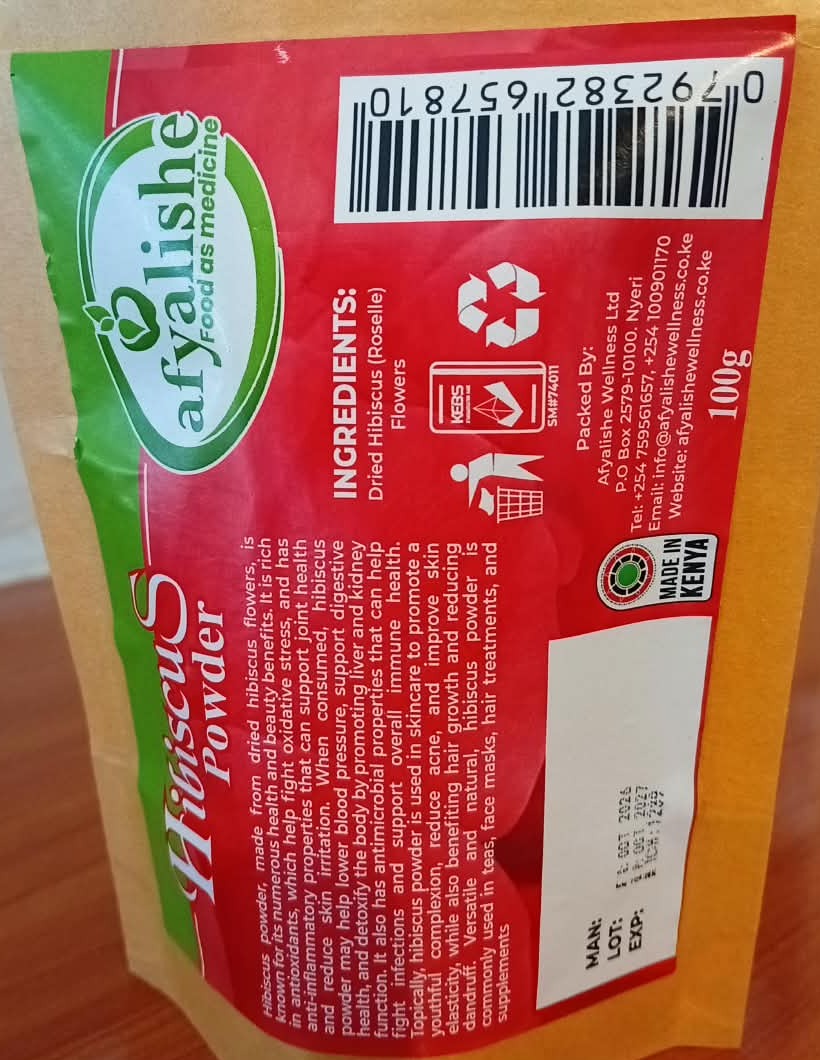 afyalishe
Food as medicine
Hibiscus
Powder
Hibiscus powder, made from dried hibiscus flowers, is
known for its numerous health and beauty benefits. It is rich
in antioxidants, which help fight oxidative stress, and has
anti-inflammatory properties that can support joint health
and reduce skin irritation. When consumed, hibiscus
powder may help lower blood pressure, support digestive
health, and detoxify the body by promoting liver and kidney
function. It also has antimicrobial properties that can help
fight infections and support overall immune health.
Topically, hibiscus powder is used in skincare to promote a
youthful complexion, reduce acne, and improve skin
elasticity, while also benefiting hair growth and reducing
dandruff. Versatile and natural, hibiscus powder is
commonly used in teas, face masks, hair treatments, and
supplements
MAN:
LOT:
EXP:
OCT 2026
OCT 2027
INGREDIENTS:
Dried Hibiscus (Roselle)
Flowers
KEBS
SM#74011
Packed By:
Afyalishe Wellness Ltd
P.O Box 2579-10100, Nyeri
Tel: +254 759561657, +254 100901170
Email: info@afyalishewellness.co.ke
Website: afyalishewellness.co.ke
MADE IN
KENYA
100g
0 792382 657810